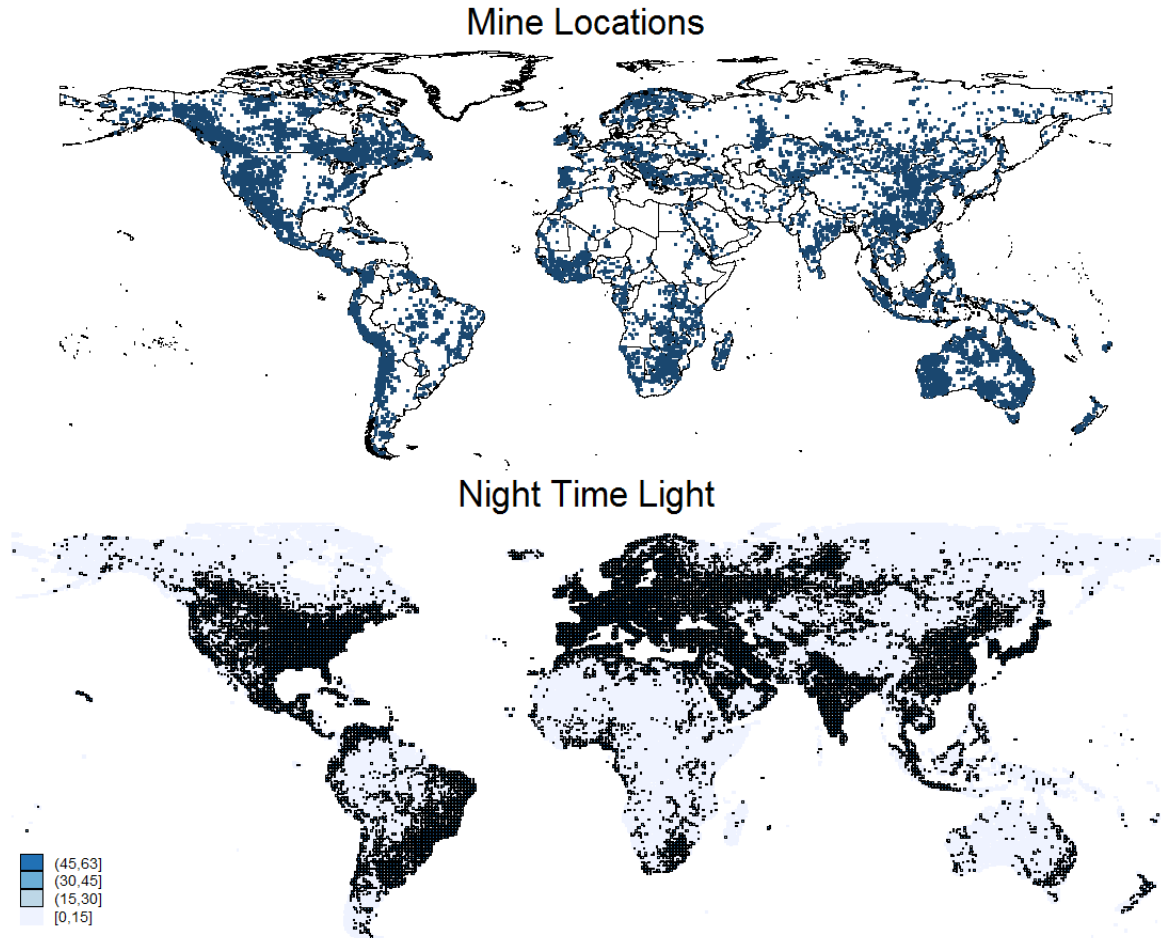 Mine Locations
Night Time Light
(45,63]
(30,45]
(15,30]
[0,15]